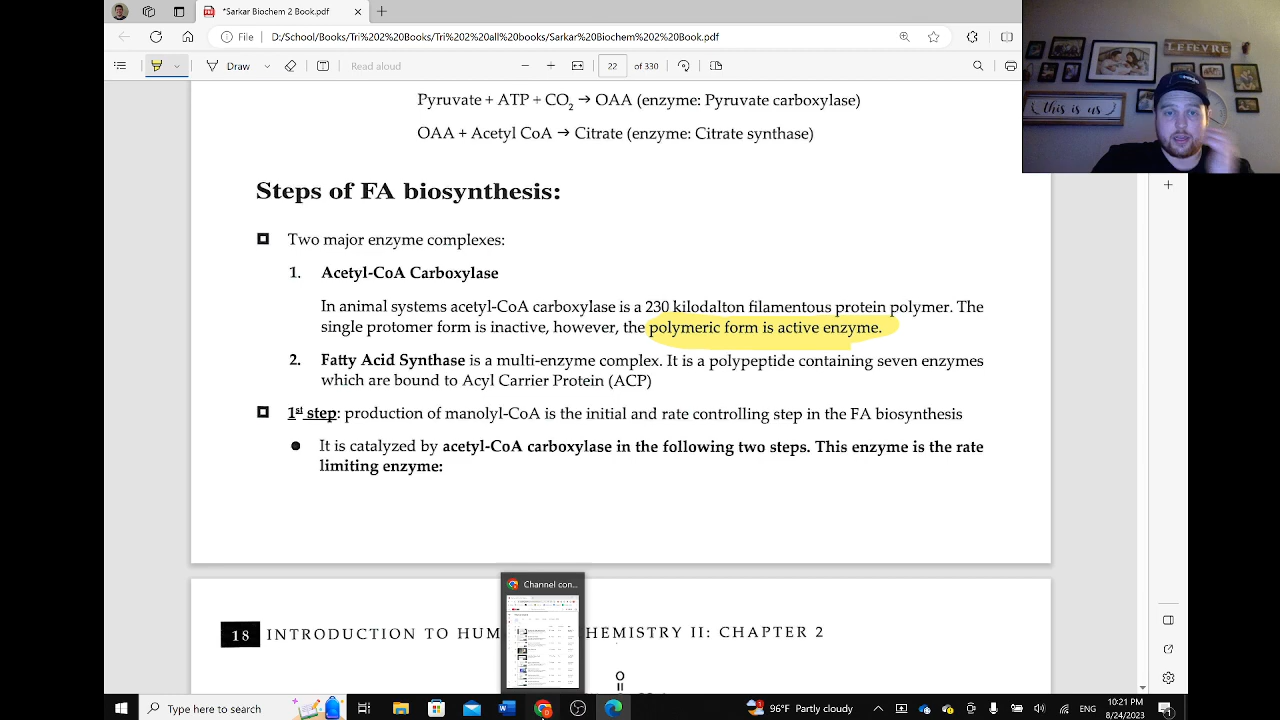 *Sarkar Biochem 2 Book.pdf
File
D:/School/Books/Tri%202%20all%20books/Sarkar%20Biochem%202%20Book.pdf
Draw
Read aloud
22 of 330
LEFEVRE
this is us
Pyruvate + ATP + CO2 → OAA (enzyme: Pyruvate carboxylase)
OAA + Acetyl CoA → Citrate (enzyme: Citrate synthase)
Steps of FA biosynthesis:
Two major enzyme complexes:
1. Acetyl-CoA Carboxylase
In animal systems acetyl-CoA carboxylase is a 230 kilodalton filamentous protein polymer. The
single protomer form is inactive, however, the polymeric form is active enzyme.
2. Fatty Acid Synthase is a multi-enzyme complex. It is a polypeptide containing seven enzymes
which are bound to Acyl Carrier Protein (ACP)
1st step: production of manolyl-CoA is the initial and rate controlling step in the FA biosynthesis
It is catalyzed by acetyl-CoA carboxylase in the following two steps. This enzyme is the rate
limiting enzyme:
Channel con...
18 INTRODUCTION TO HUM HEMISTRY II: CHAPTER 2
O
Type here to search
96°F Partly cloudy
ENG
10:21 PM
8/24/2023